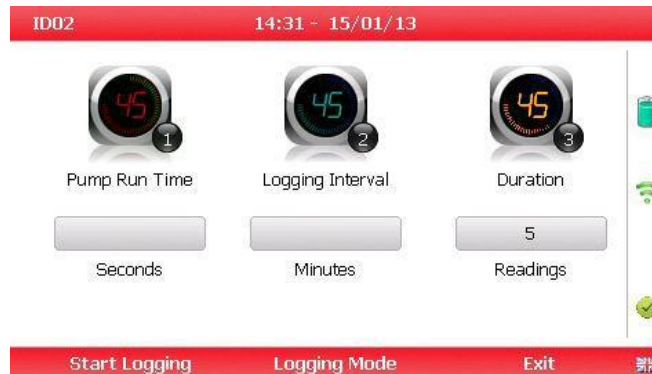 ID02 14:31 - 15/01/13
45 45 45
1 2 3
Pump Run Time Logging Interval Duration
5
Seconds Minutes Readings
Start Logging Logging Mode Exit